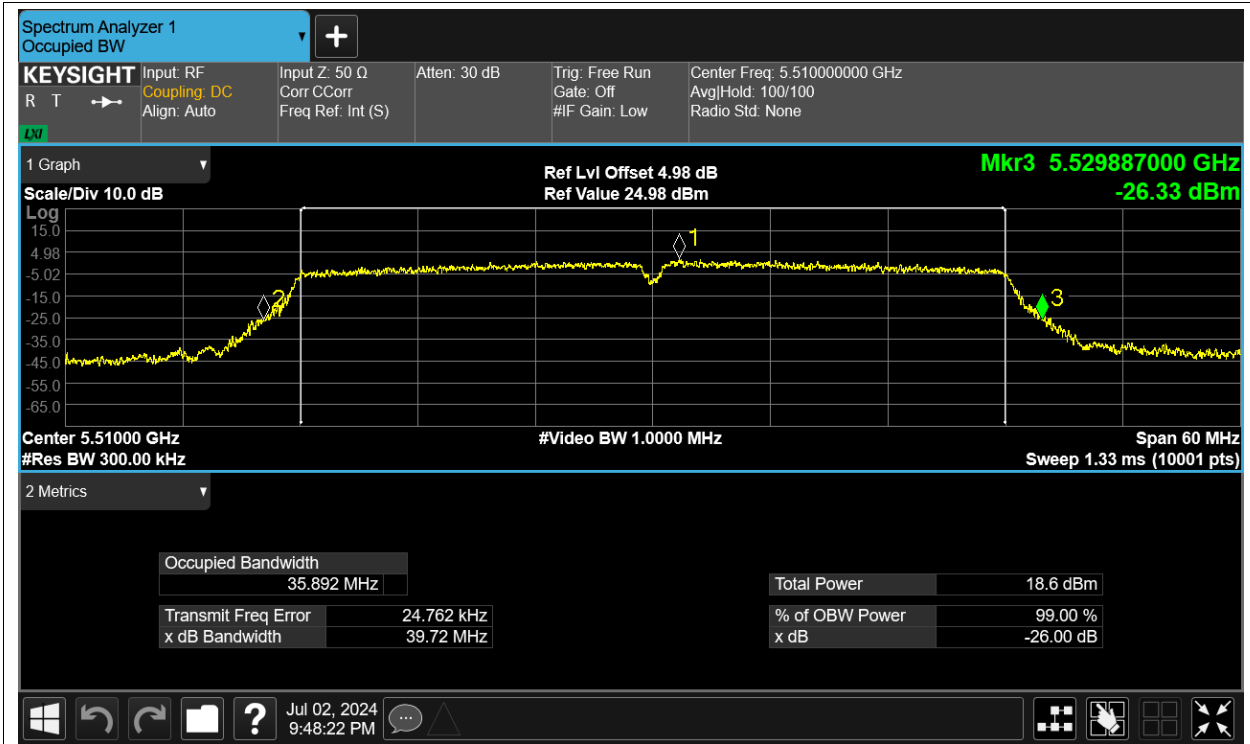 Spectrum Analyzer 1
Occupied BW
KEYSIGHT
R T
LXI
Input: RF
Coupling: DC
Align: Auto
Input Z: 50 Ω
Corr CCorr
Freq Ref: Int (S)
Atten: 30 dB
Trig: Free Run
Gate: Off
#IF Gain: Low
Center Freq: 5.510000000 GHz
Avg|Hold: 100/100
Radio Std: None
1 Graph
Scale/Div 10.0 dB
Ref Lvl Offset 4.98 dB
Ref Value 24.98 dBm
Mkr3 5.529887000 GHz
-26.33 dBm
Log
15.0
4.98
-5.02
-15.0
-25.0
-35.0
-45.0
-55.0
-65.0
1
2
3
Center 5.51000 GHz
#Video BW 1.0000 MHz
Span 60 MHz
#Res BW 300.00 kHz
Sweep 1.33 ms (10001 pts)
2 Metrics
Occupied Bandwidth
35.892 MHz
Transmit Freq Error 24.762 kHz
x dB Bandwidth 39.72 MHz
Total Power 18.6 dBm
% of OBW Power 99.00 %
x dB -26.00 dB
?
Jul 02, 2024
9:48:22 PM